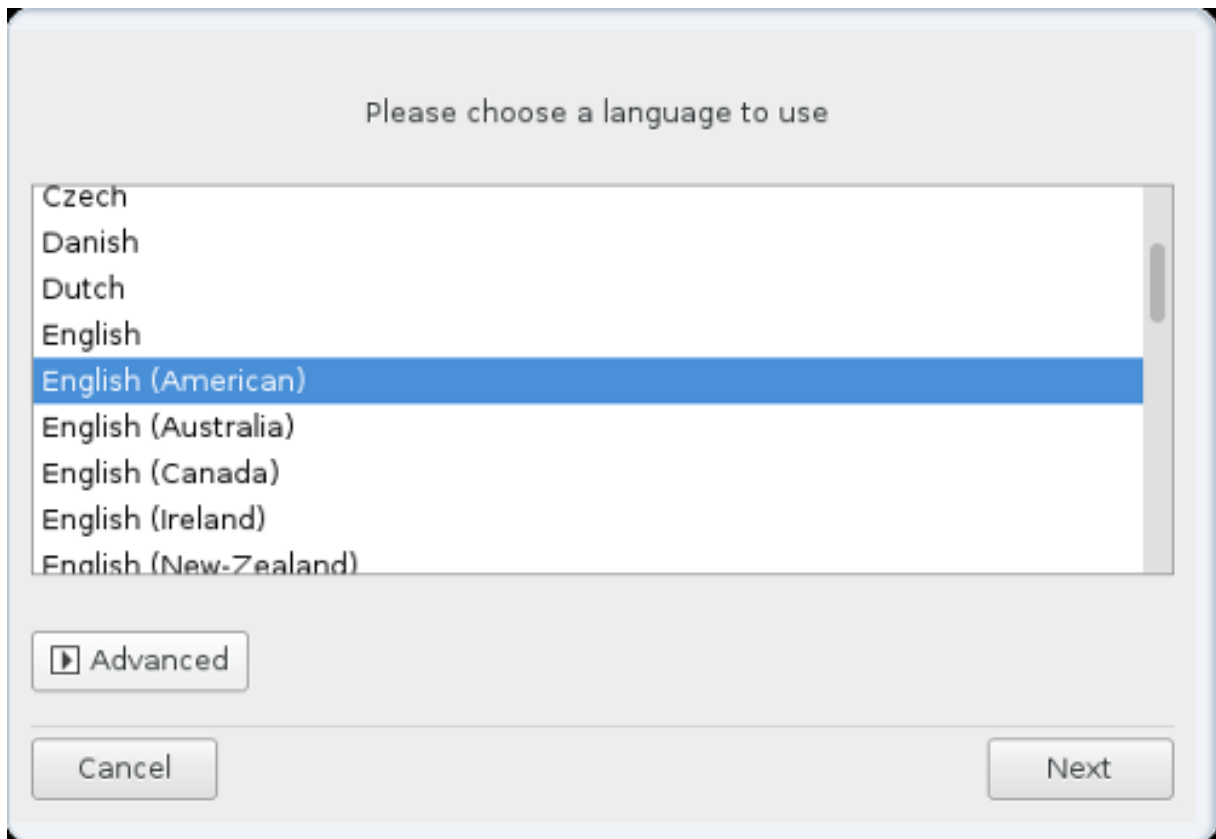 Please choose a language to use
Czech
Danish
Dutch
English
English (American)
English (Australia)
English (Canada)
English (Ireland)
English (New-Zealand)
Advanced
Cancel
Next